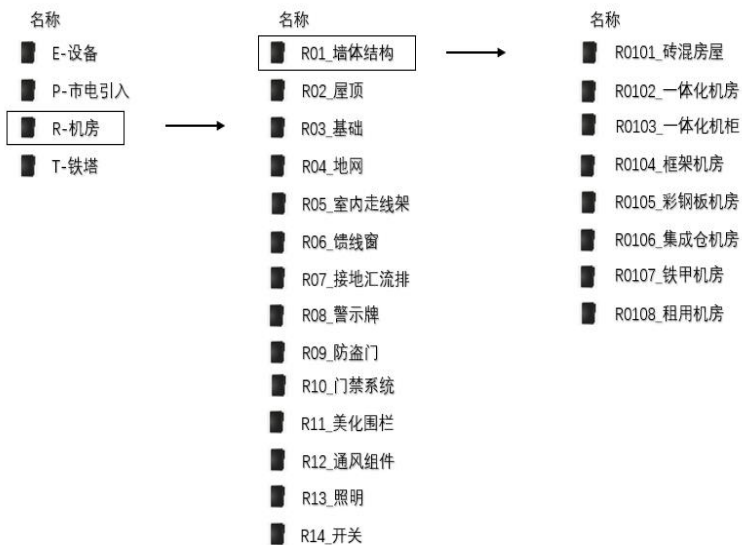 名称
E-设备
P-市电引入
R-机房
T-铁塔
名称
R01_墙体结构
R02_屋顶
R03_基础
R04_地网
R05_室内走线架
R06_馈线窗
R07_接地汇流排
R08_警示牌
R09_防盗门
R10_门禁系统
R11_美化围栏
R12_通风组件
R13_照明
R14_开关
名称
R0101_砖混房屋
R0102_一体化机房
R0103_一体化机柜
R0104_框架机房
R0105_彩钢板机房
R0106_集成仓机房
R0107_铁甲机房
R0108_租用机房